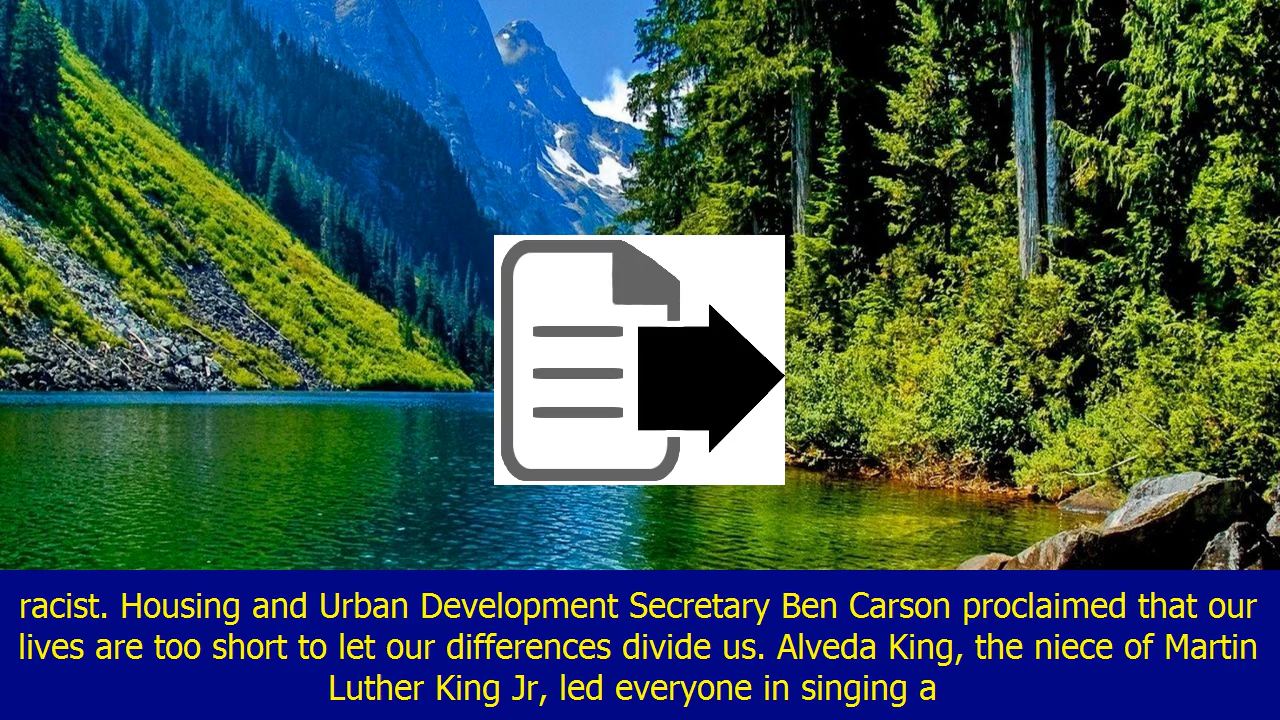 racist. Housing and Urban Development Secretary Ben Carson proclaimed that our
lives are too short to let our differences divide us. Alveda King, the niece of Martin
Luther King Jr, led everyone in singing a